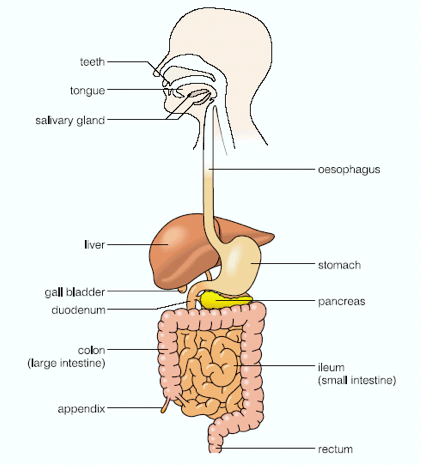 teeth
tongue
salivary gland
oesophagus
liver
stomach
gall bladder
pancreas
duodenum
colon
(large intestine)
ileum
(small intestine)
appendix
rectum